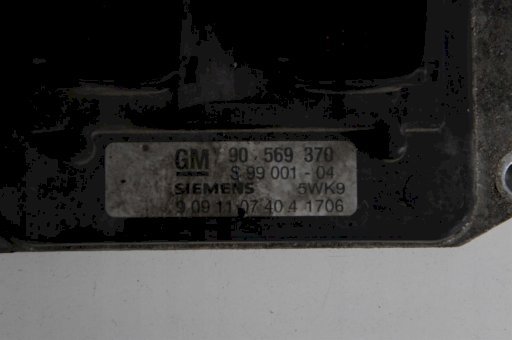 GM 90 569 370
S 99 001 - 04
SIEMENS 5WK9
9 09 11 07 40 4 1706